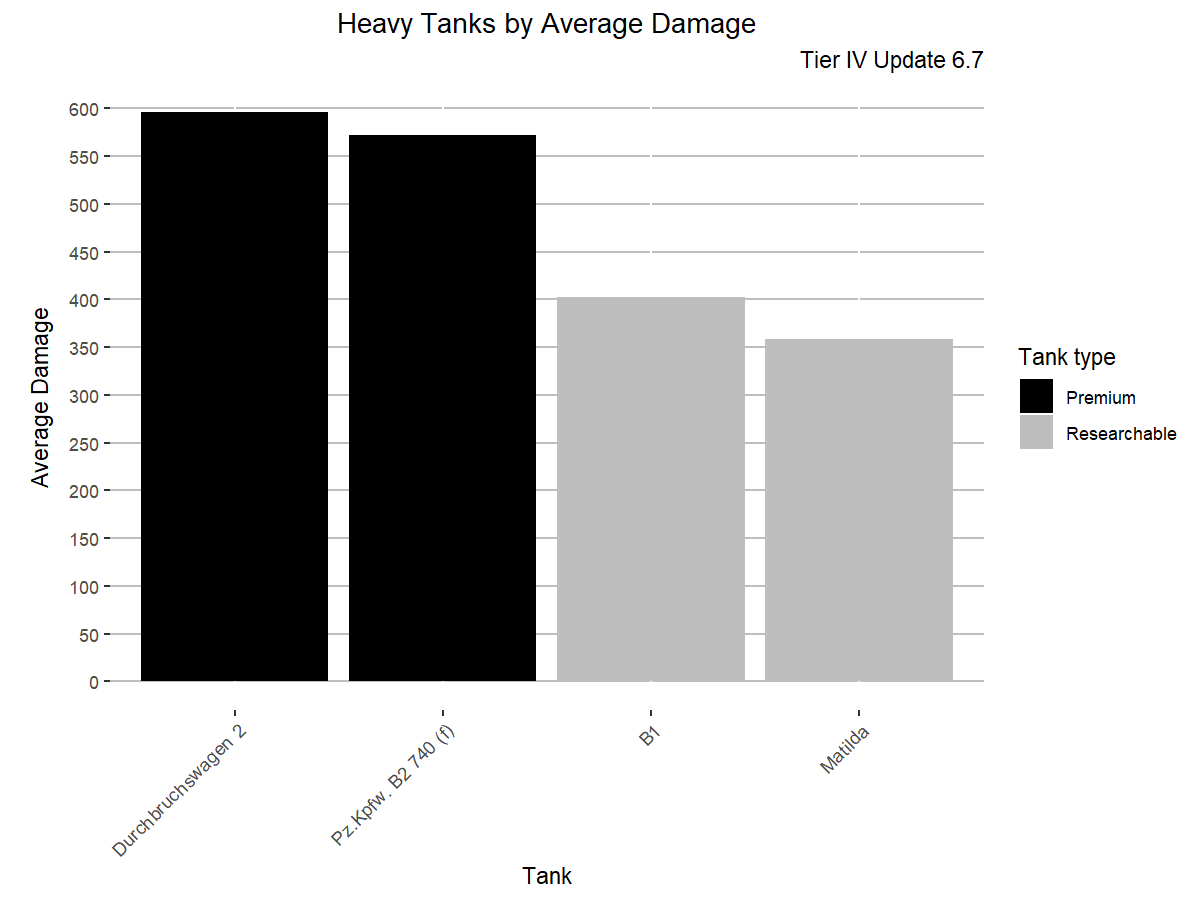 Heavy Tanks by Average Damage
Tier IV Update 6.7
Average Damage
600
550
500
450
400
350
300
250
200
150
100
50
0
Durchbruchswagen 2
Pz.Kpfw. B2 740 (f)
B1
Matilda
Tank
Tank type
Premium
Researchable